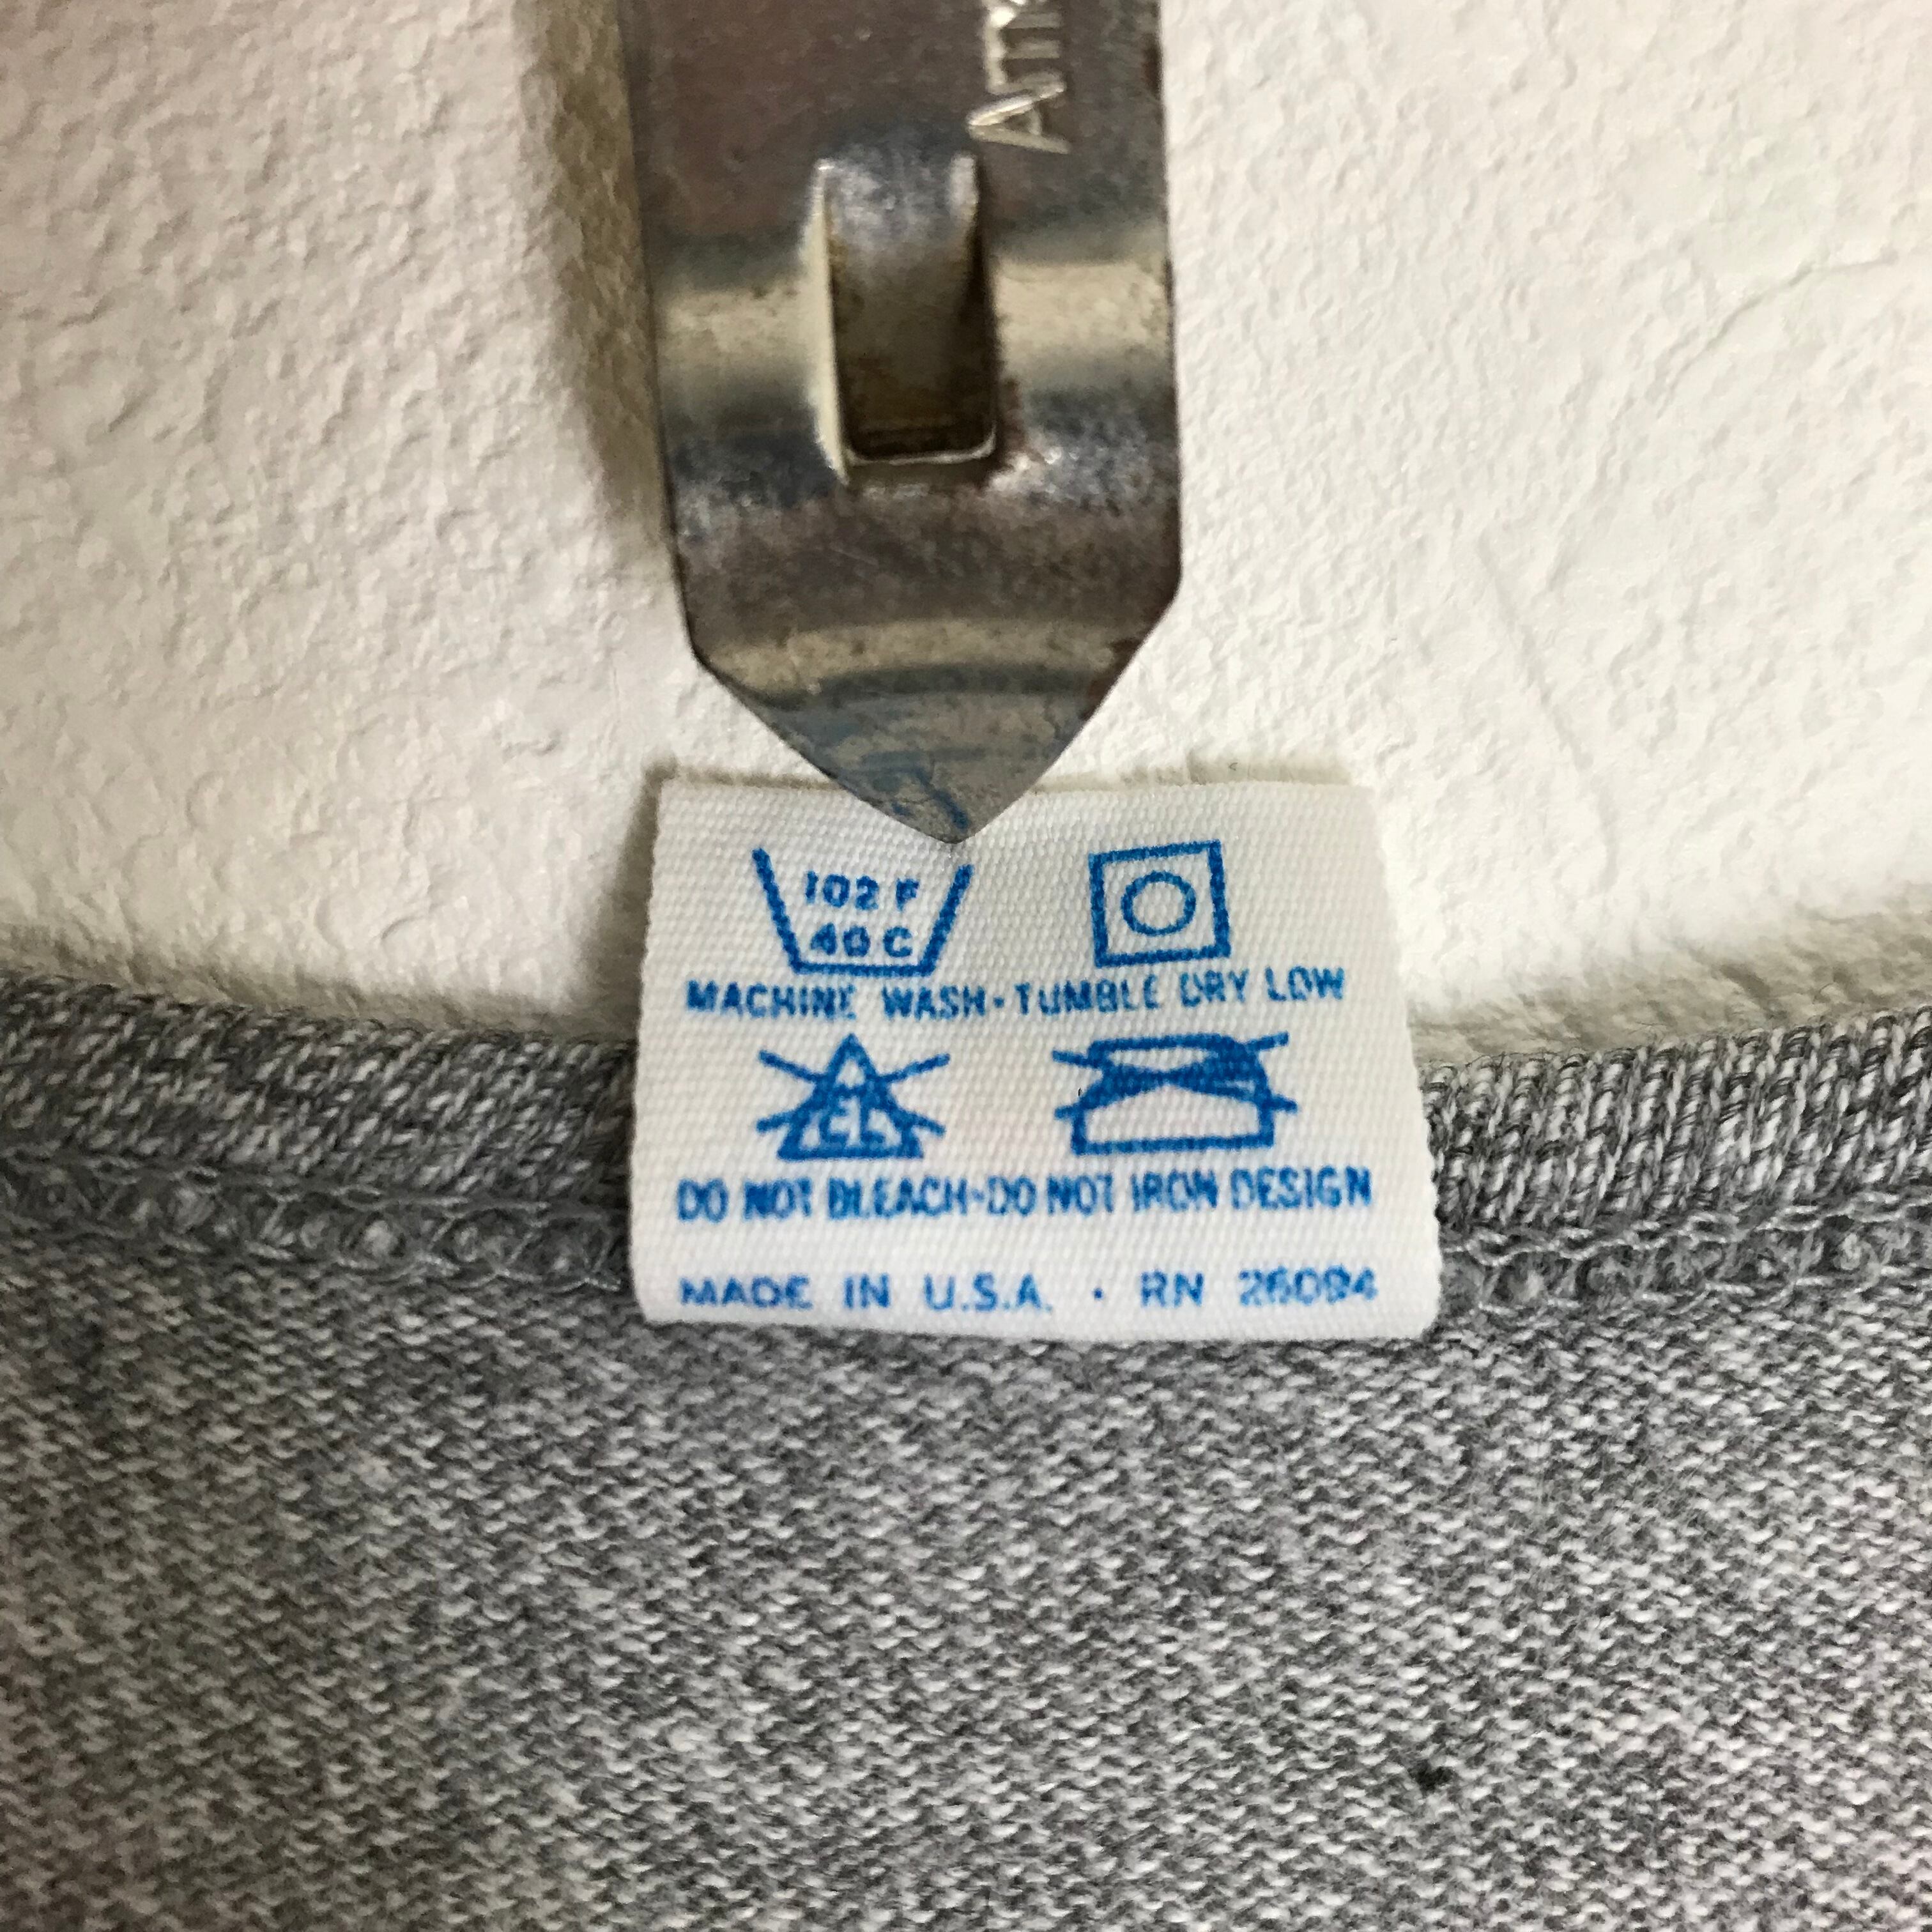 102 F
40 C
MACHINE WASH - TUMBLE DRY LOW
CL
DO NOT BLEACH-DO NOT IRON DESIGN
MADE IN U.S.A. · RN 26094